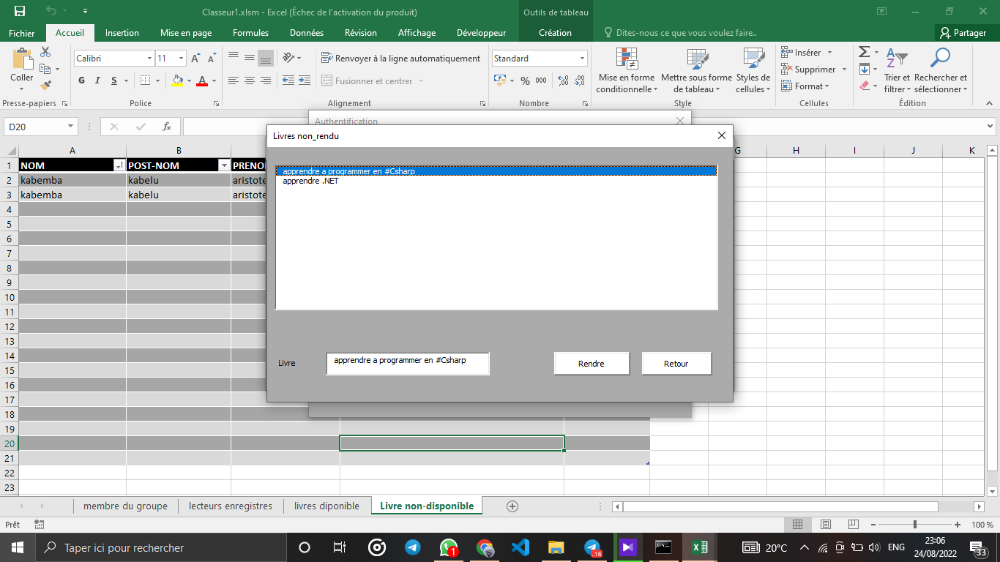 Classeur1.xlsm - Excel (Échec de l'activation du produit)
Outils de tableau
Fichier Accueil Insertion Mise en page Formules Données Révision Affichage Développeur Création Dites-nous ce que vous voulez faire.. Partager
Coller
Calibri 11
Renvoyer à la ligne automatiquement
Standard
Mise en forme conditionnelle
Mettre sous forme de tableau
Styles de cellules
Insérer
Supprimer
Format
Trier et filtrer
Rechercher et sélectionner
G I S
Fusionner et centrer
% 000
Presse-papiers Police Alignement Nombre Style Cellules Édition
D20 fx
Authentification
Livres non_rendu
A B G H I J K
1 NOM POST-NOM PRENO
2 kabemba kabelu aristote
3 kabemba kabelu aristote
4
5
6
7
8
9
10
11
12
13
14
15
16
17
18
19
20
21
22
23
apprendre a programmer en #Csharp
apprendre .NET
Livre apprendre a programmer en #Csharp Rendre Retour
membre du groupe lecteurs enregistres livres diponible Livre non-disponible
Prêt 100 %
Taper ici pour rechercher
1
..16
20°C ENG
23:06
24/08/2022
33